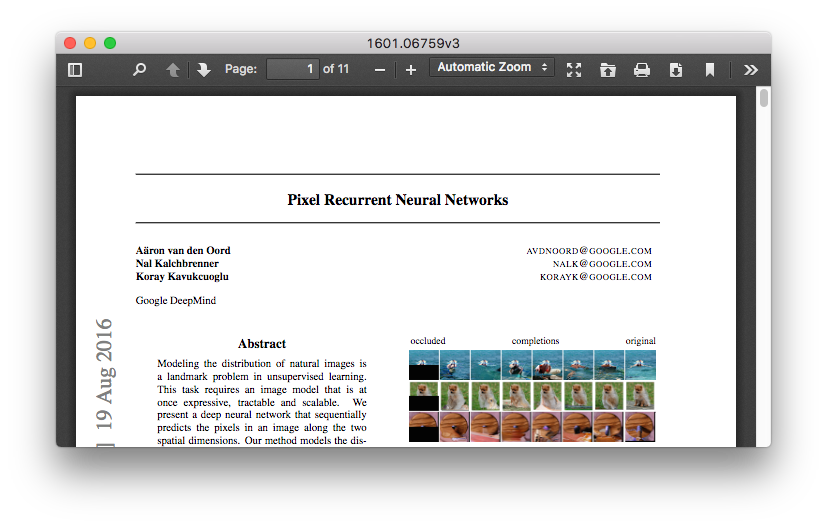 1601.06759v3
Page: 1 of 11
Automatic Zoom
Pixel Recurrent Neural Networks
Aäron van den Oord AVDNOORD@GOOGLE.COM
Nal Kalchbrenner NALK@GOOGLE.COM
Koray Kavukcuoglu KORAYK@GOOGLE.COM
Google DeepMind
] 19 Aug 2016
Abstract
Modeling the distribution of natural images is
a landmark problem in unsupervised learning.
This task requires an image model that is at
once expressive, tractable and scalable. We
present a deep neural network that sequentially
predicts the pixels in an image along the two
spatial dimensions. Our method models the dis-
occluded completions original